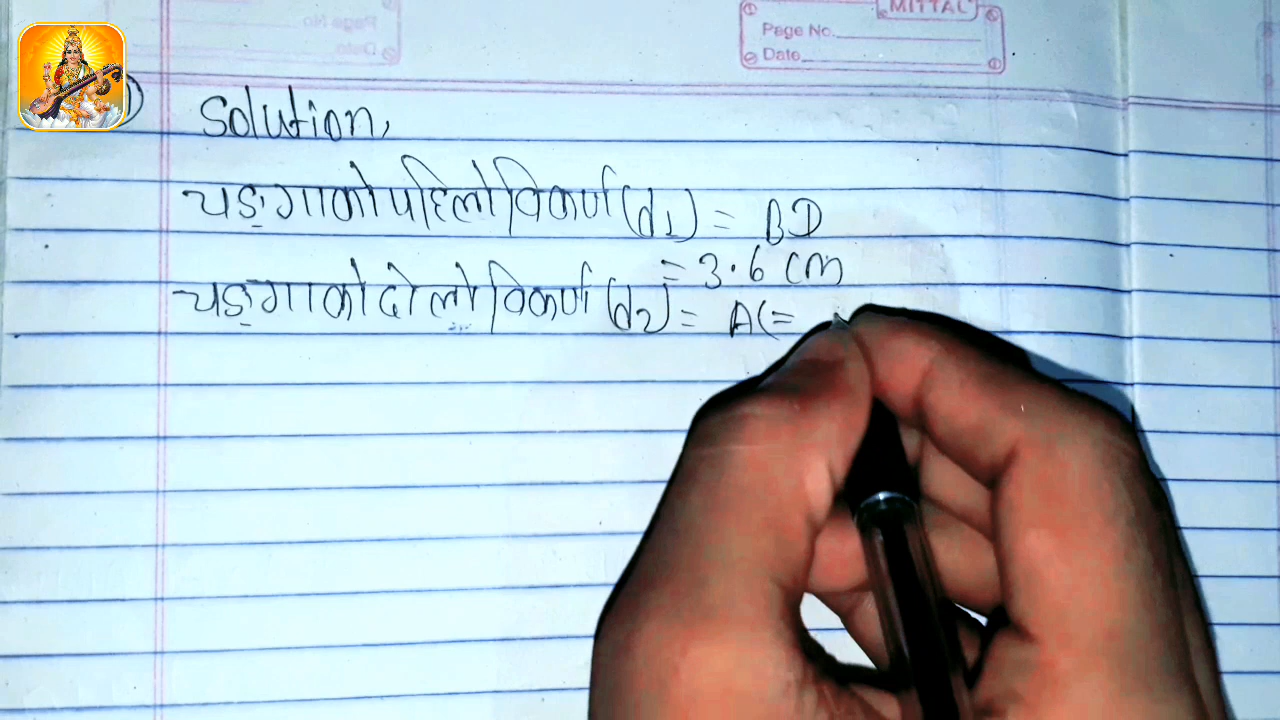 MITTAL
Page No.
Date
Solution,
चङ्गाको पहिलो विकर्ण (d1) = BD
= 3.6 cm
चङ्गाको दोस्रो विकर्ण (d2) = AC =